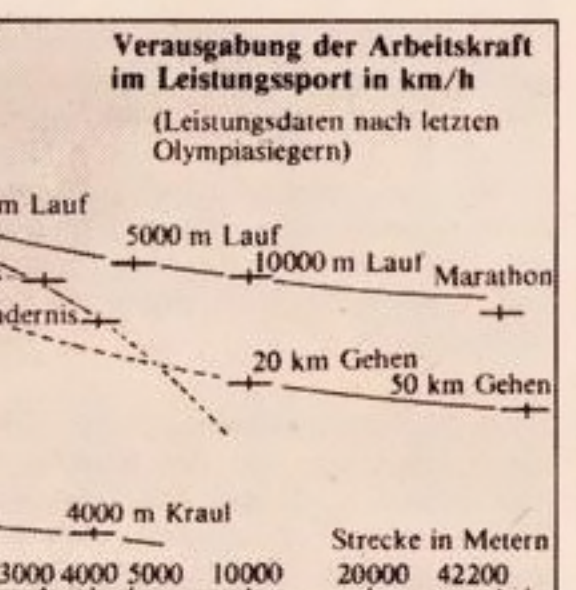 Verausgabung der Arbeitskraft
im Leistungssport in km/h
(Leistungsdaten nach letzten
Olympiasiegern)
m Lauf
5000 m Lauf
10000 m Lauf
Marathon
dernis
20 km Gehen
50 km Gehen
4000 m Kraul
Strecke in Metern
3000 4000 5000 10000 20000 42200